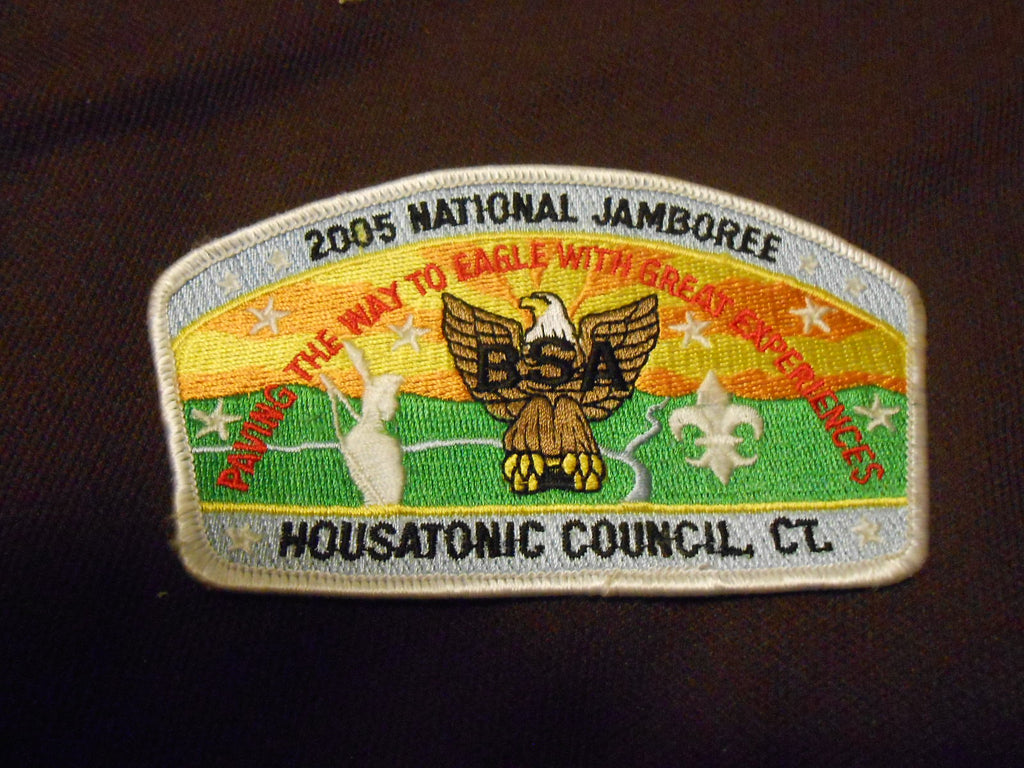 2005 NATIONAL JAMBOREE
PAVING THE WAY TO EAGLE WITH GREAT EXPERIENCES
BSA
HOUSATONIC COUNCIL, CT.